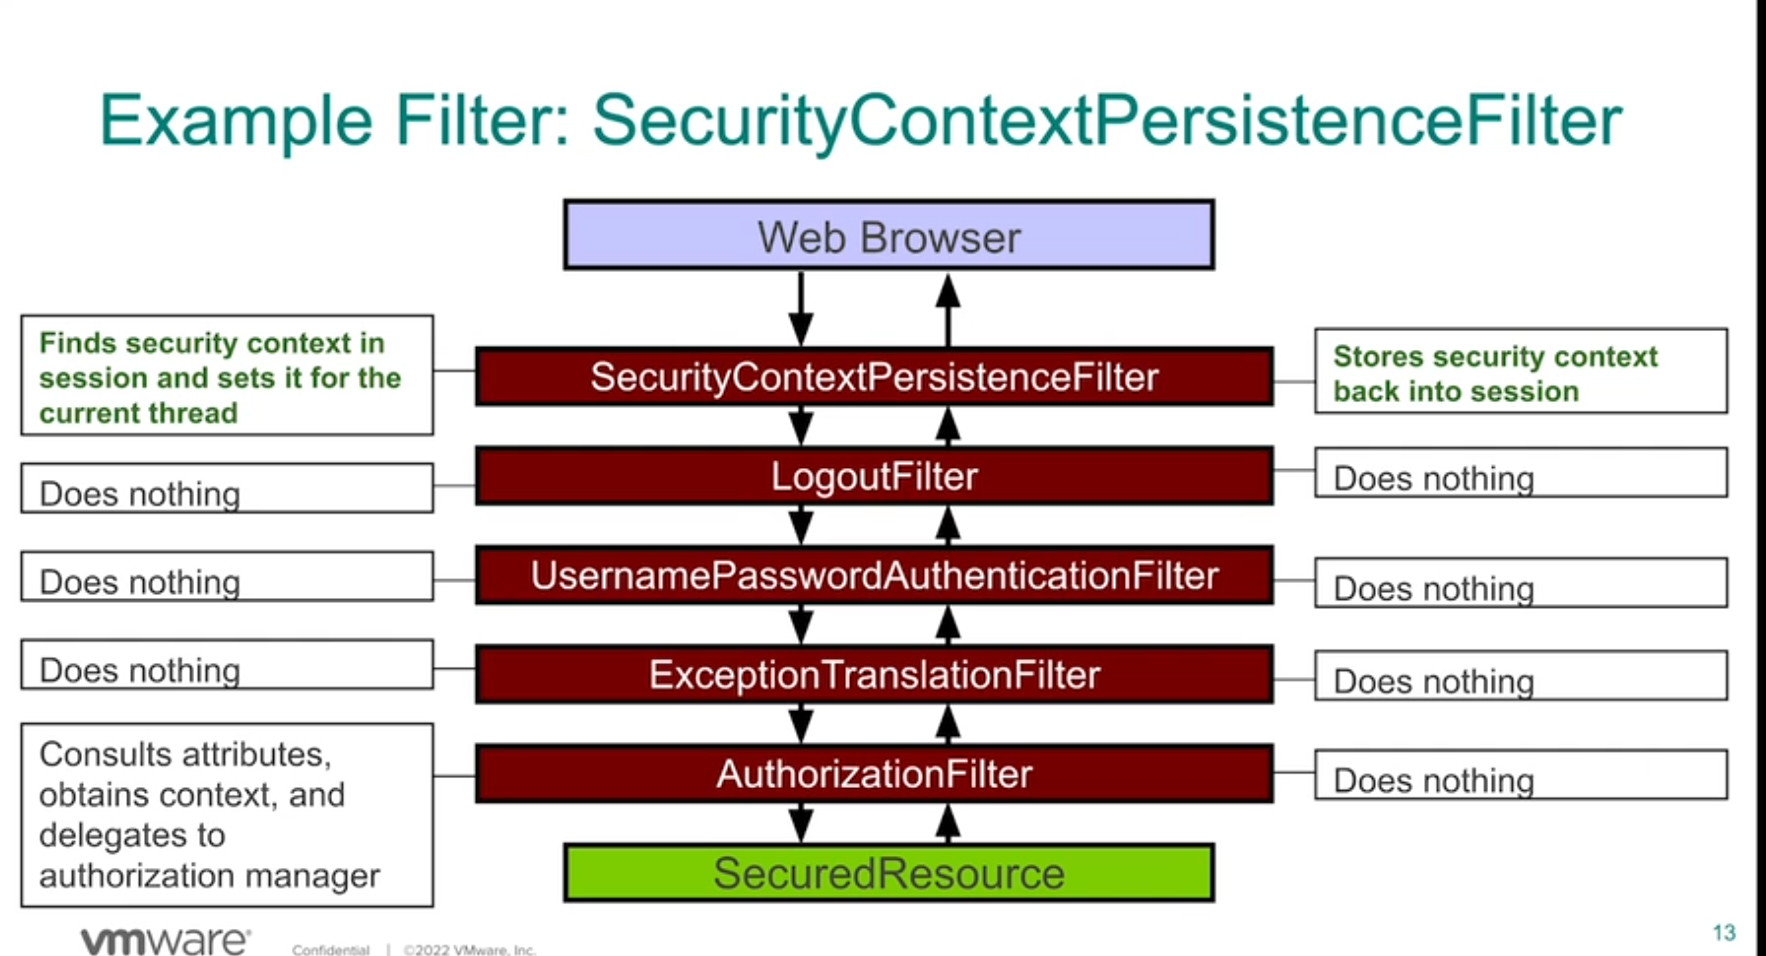 Example Filter: SecurityContextPersistenceFilter
Web Browser
Finds security context in
session and sets it for the
current thread
SecurityContextPersistenceFilter
Stores security context
back into session
Does nothing
LogoutFilter
Does nothing
Does nothing
UsernamePasswordAuthenticationFilter
Does nothing
Does nothing
ExceptionTranslationFilter
Does nothing
Consults attributes,
obtains context, and
delegates to
authorization manager
AuthorizationFilter
Does nothing
SecuredResource
vmware®
Confidential | ©2022 VMware, Inc.
13